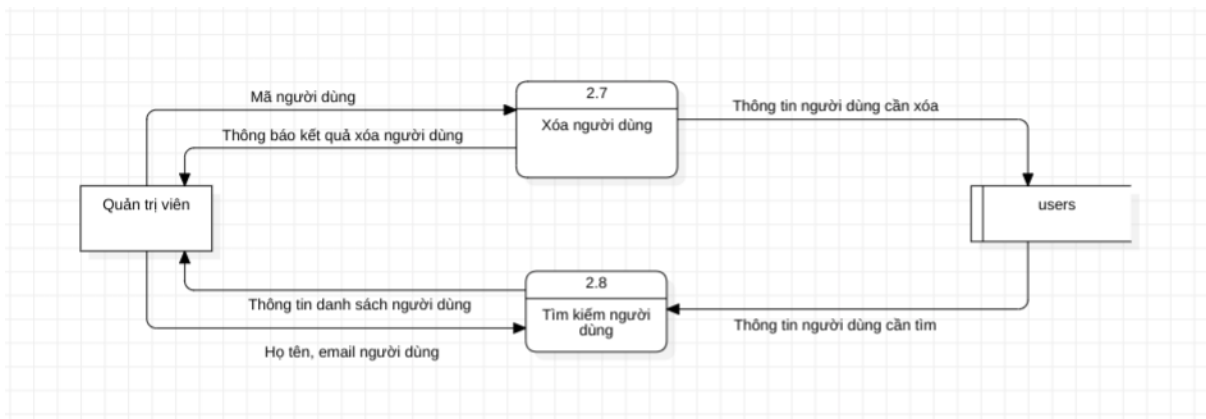 2.7
Mã người dùng
Xóa người dùng
Thông tin người dùng cần xóa
Thông báo kết quả xóa người dùng
Quản trị viên
users
2.8
Thông tin danh sách người dùng
Tìm kiếm người
dùng
Thông tin người dùng cần tìm
Họ tên, email người dùng